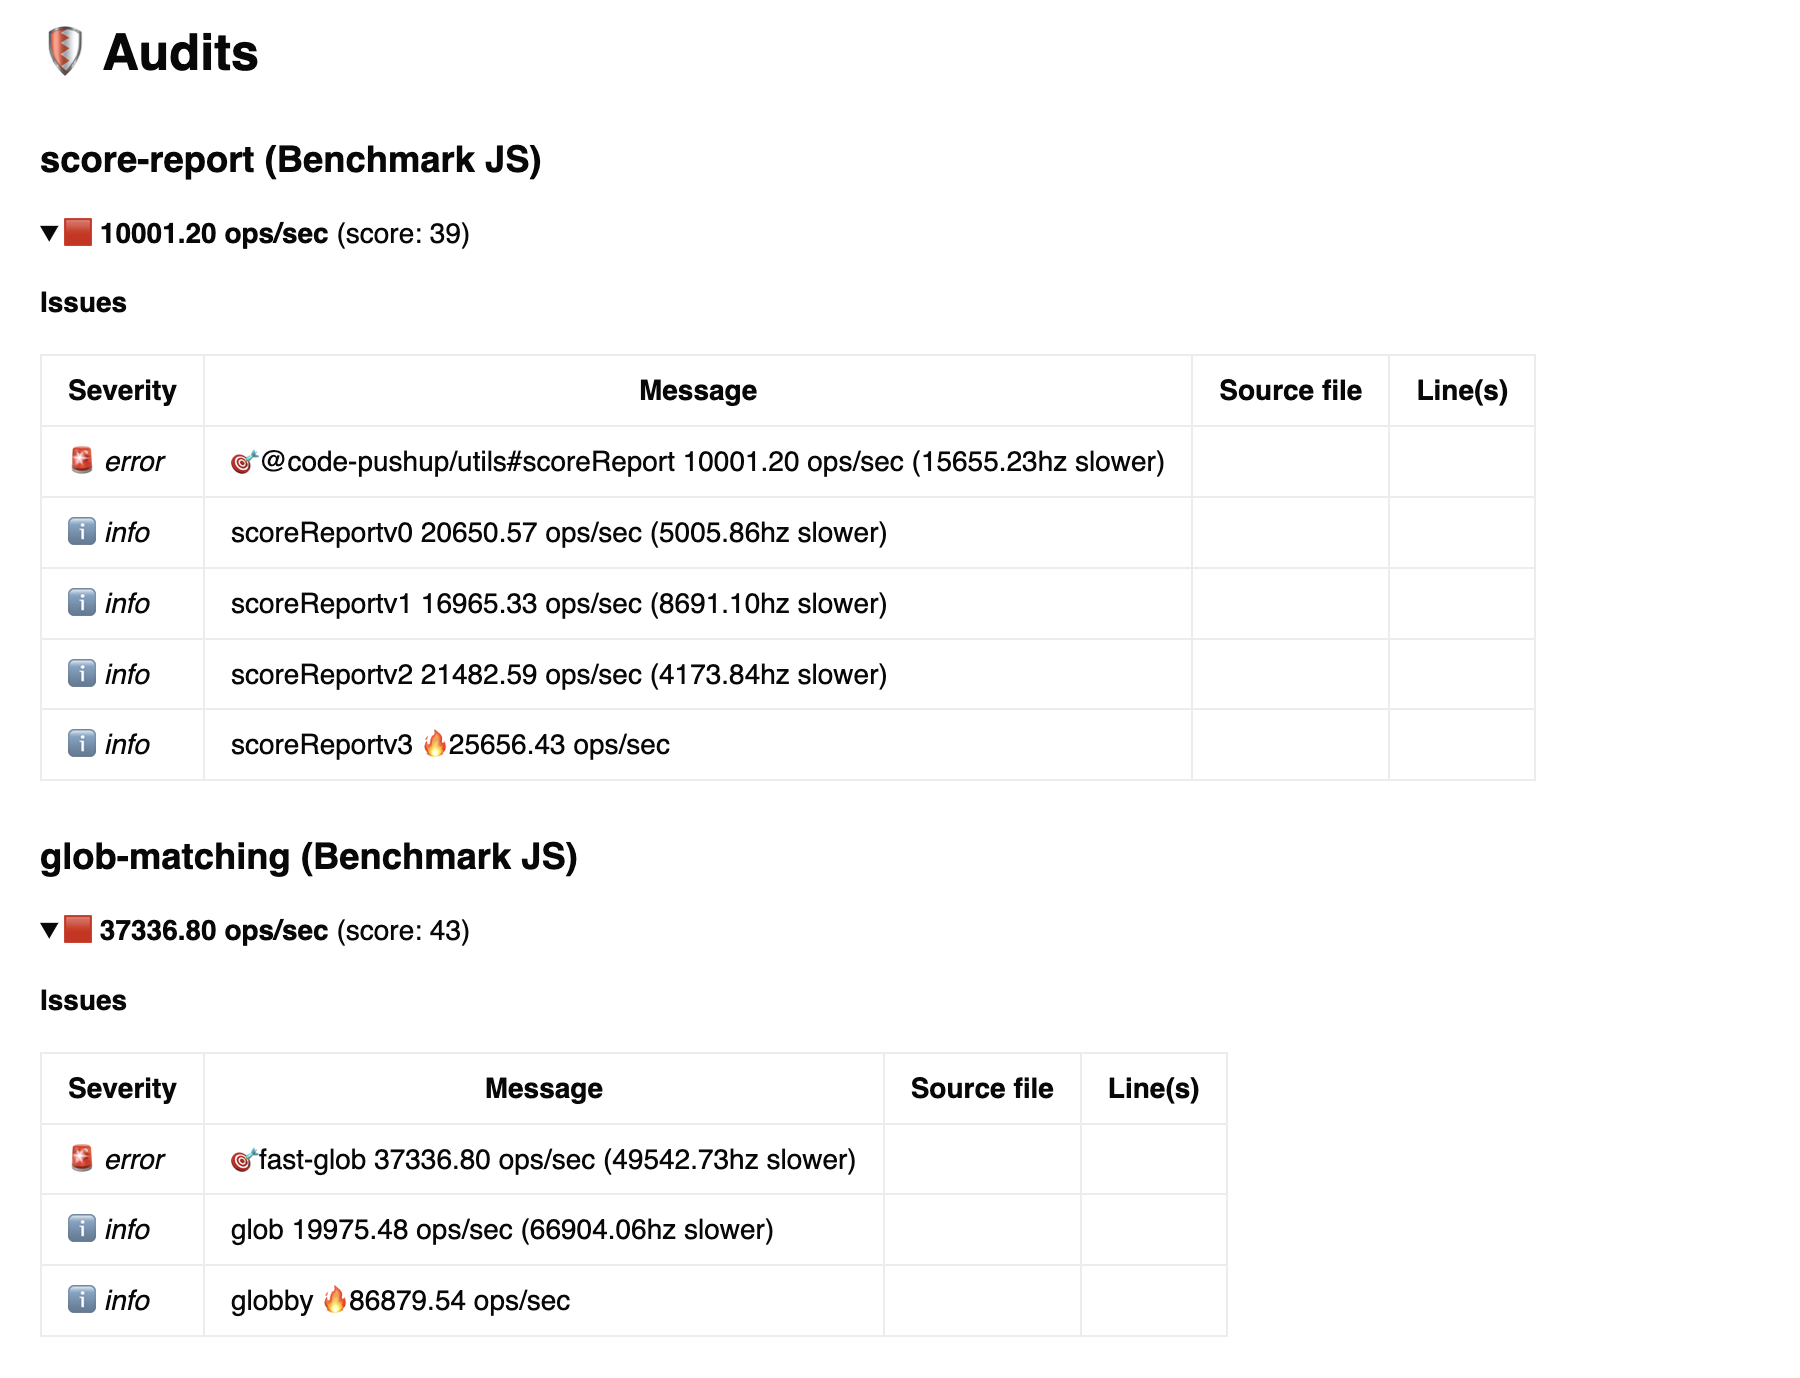 🛡️ Audits
score-report (Benchmark JS)
▼🟥 10001.20 ops/sec (score: 39)
Issues
Severity Message Source file Line(s)
🚨 error 🎯@code-pushup/utils#scoreReport 10001.20 ops/sec (15655.23hz slower)
ℹ️ info scoreReportv0 20650.57 ops/sec (5005.86hz slower)
ℹ️ info scoreReportv1 16965.33 ops/sec (8691.10hz slower)
ℹ️ info scoreReportv2 21482.59 ops/sec (4173.84hz slower)
ℹ️ info scoreReportv3 🔥25656.43 ops/sec
glob-matching (Benchmark JS)
▼🟥 37336.80 ops/sec (score: 43)
Issues
Severity Message Source file Line(s)
🚨 error 🎯fast-glob 37336.80 ops/sec (49542.73hz slower)
ℹ️ info glob 19975.48 ops/sec (66904.06hz slower)
ℹ️ info globby 🔥86879.54 ops/sec